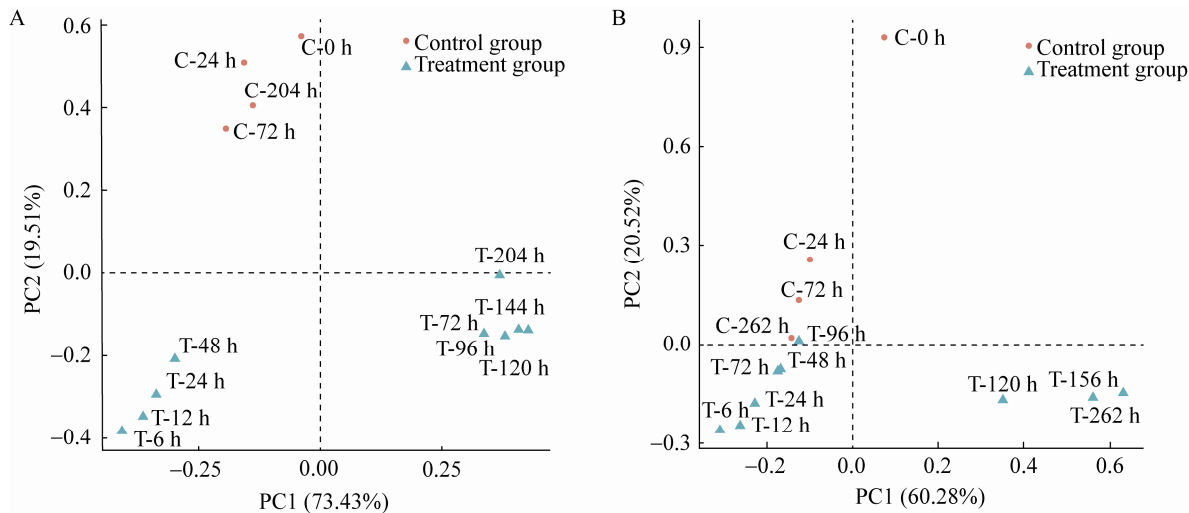 A
0.6
0.4
0.2
0.0
−0.2
−0.4
PC2 (19.51%)
−0.25
0.00
0.25
PC1 (73.43%)
Control group
Treatment group
C-0 h
C-24 h
C-204 h
C-72 h
T-204 h
T-144 h
T-72 h
T-96 h
T-120 h
T-48 h
T-24 h
T-12 h
T-6 h
B
0.9
0.6
0.3
0.0
−0.3
PC2 (20.52%)
−0.2
0.0
0.2
0.4
0.6
PC1 (60.28%)
C-0 h
Control group
Treatment group
C-24 h
C-72 h
C-262 h
T-96 h
T-72 h
T-48 h
T-24 h
T-6 h
T-12 h
T-120 h
T-156 h
T-262 h